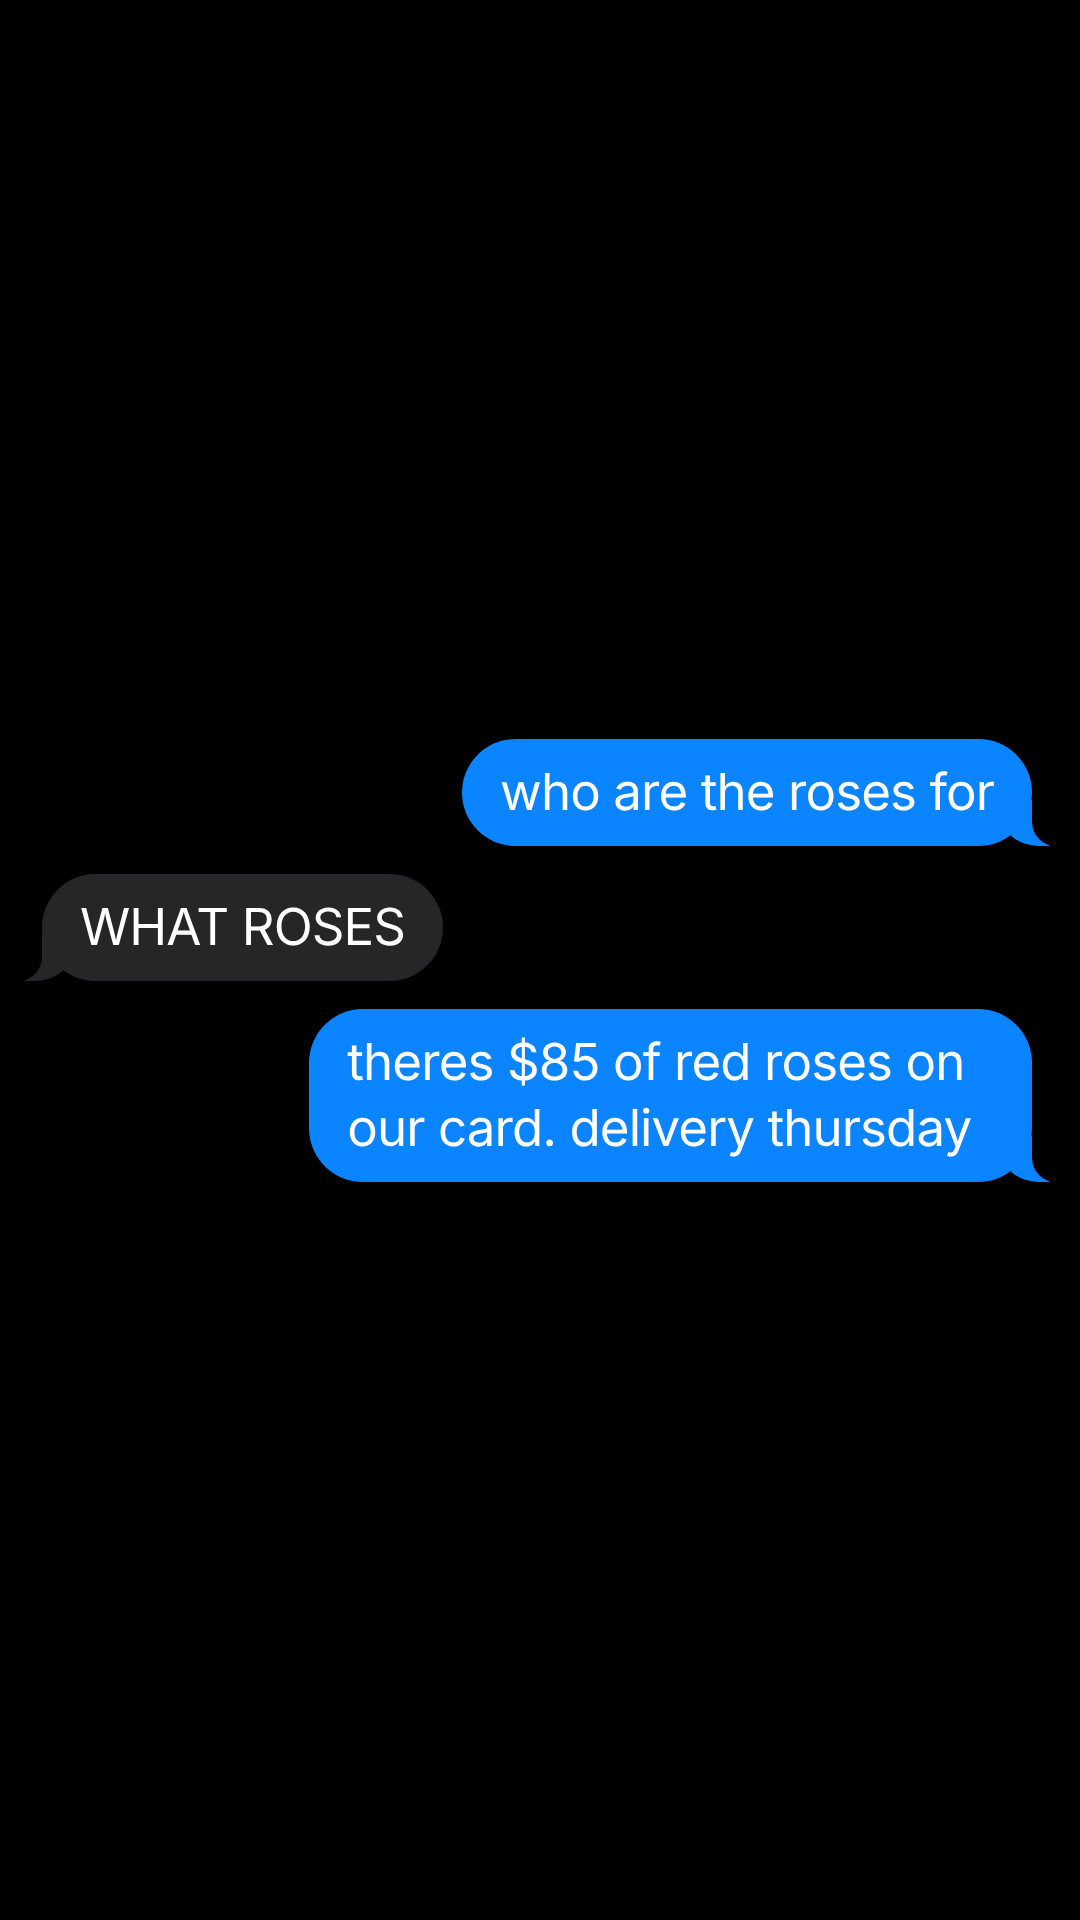 who are the roses for
WHAT ROSES
theres $85 of red roses on
our card. delivery thursday